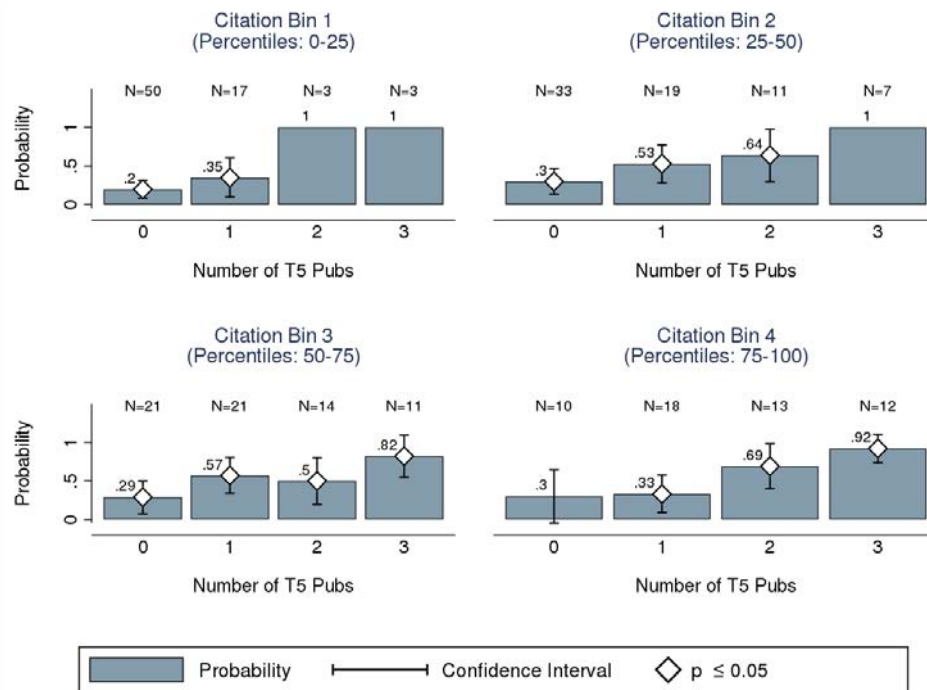 Citation Bin 1
(Percentiles: 0-25)
N=50 N=17 N=3 N=3
Probability
0 .5 1
.2 .35 1 1
0 1 2 3
Number of T5 Pubs
Citation Bin 2
(Percentiles: 25-50)
N=33 N=19 N=11 N=7
.3 .53 .64 1
0 1 2 3
Number of T5 Pubs
Citation Bin 3
(Percentiles: 50-75)
N=21 N=21 N=14 N=11
Probability
0 .5 1
.29 .57 .5 .82
0 1 2 3
Number of T5 Pubs
Citation Bin 4
(Percentiles: 75-100)
N=10 N=18 N=13 N=12
.3 .33 .69 .92
0 1 2 3
Number of T5 Pubs
Probability Confidence Interval p ≤ 0.05